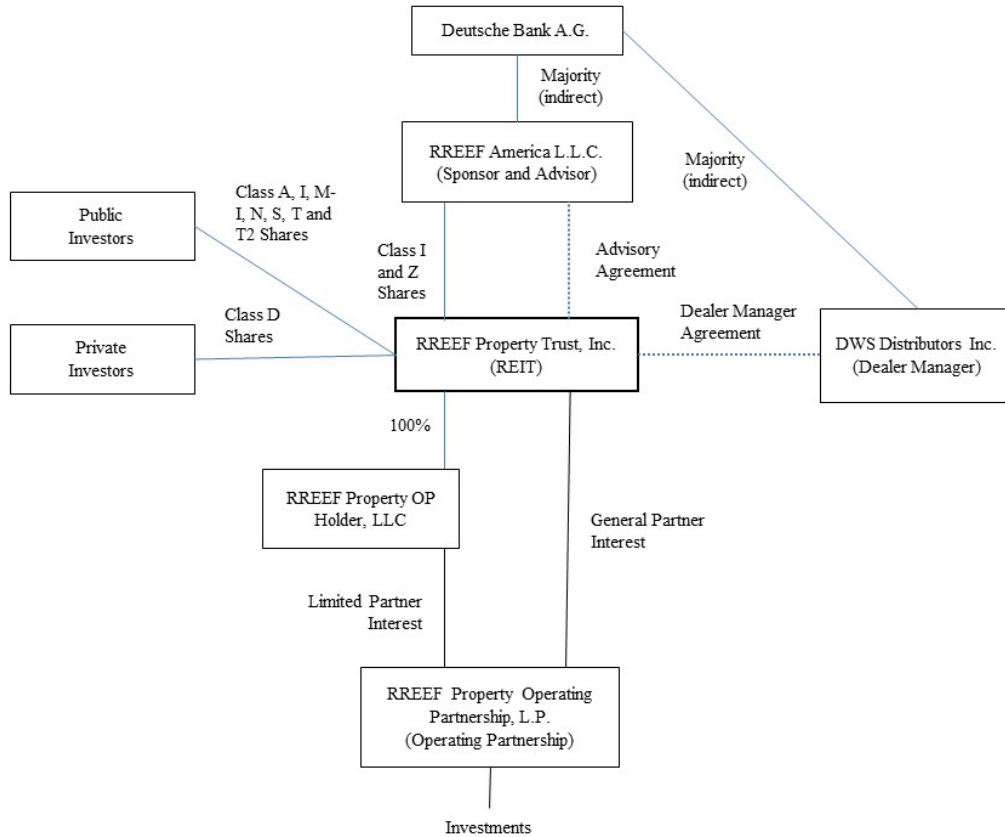 Deutsche Bank A.G.
Majority
(indirect)
RREEF America L.L.C.
(Sponsor and Advisor)
Majority
(indirect)
Public
Investors
Class A, I, M-
I, N, S, T and
T2 Shares
Class I
and Z
Shares
Advisory
Agreement
Private
Investors
Class D
Shares
RREEF Property Trust, Inc.
(REIT)
Dealer Manager
Agreement
DWS Distributors Inc.
(Dealer Manager)
100%
RREEF Property OP
Holder, LLC
General Partner
Interest
Limited Partner
Interest
RREEF Property Operating
Partnership, L.P.
(Operating Partnership)
Investments